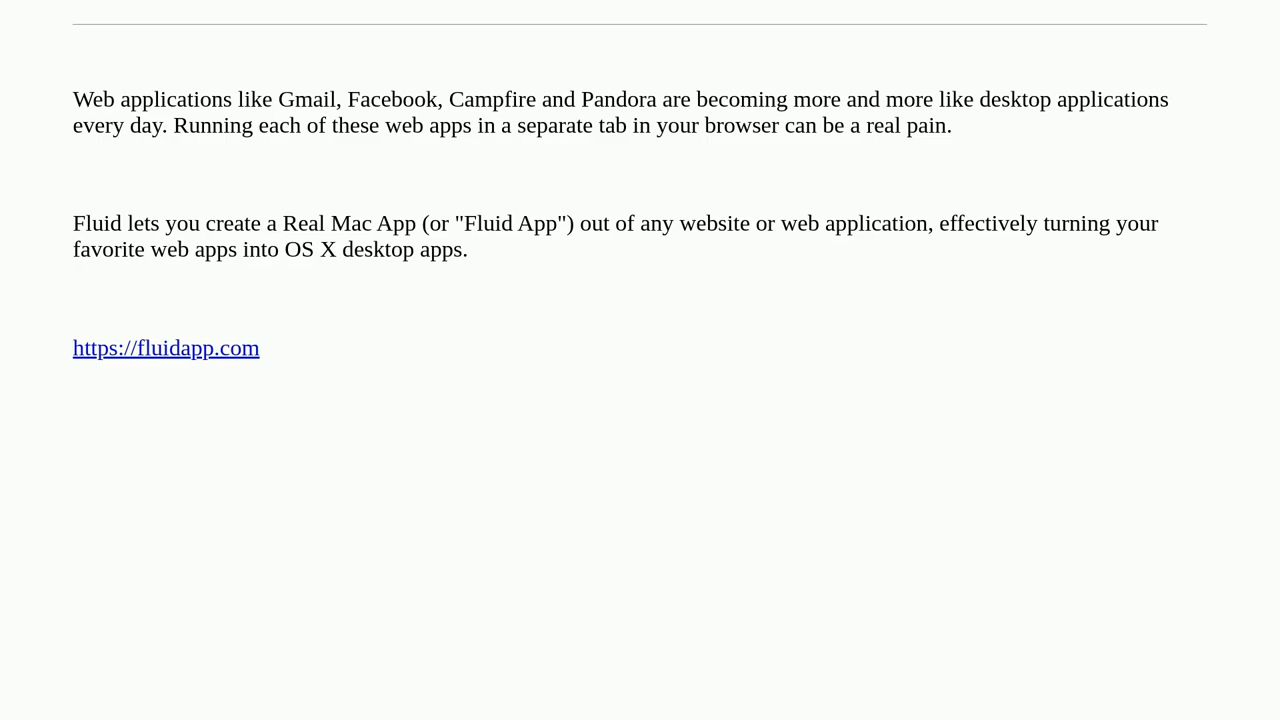 Web applications like Gmail, Facebook, Campfire and Pandora are becoming more and more like desktop applications
every day. Running each of these web apps in a separate tab in your browser can be a real pain.
Fluid lets you create a Real Mac App (or "Fluid App") out of any website or web application, effectively turning your
favorite web apps into OS X desktop apps.
https://fluidapp.com